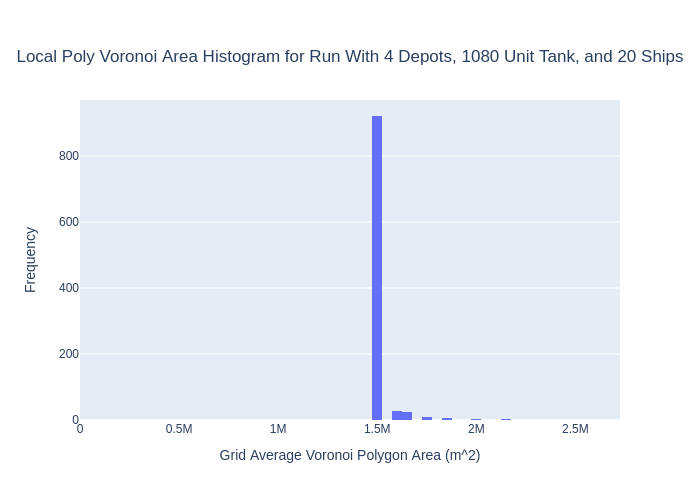 Local Poly Voronoi Area Histogram for Run With 4 Depots, 1080 Unit Tank, and 20 Ships
Frequency
800
600
400
200
0
0 0.5M 1M 1.5M 2M 2.5M
Grid Average Voronoi Polygon Area (m^2)